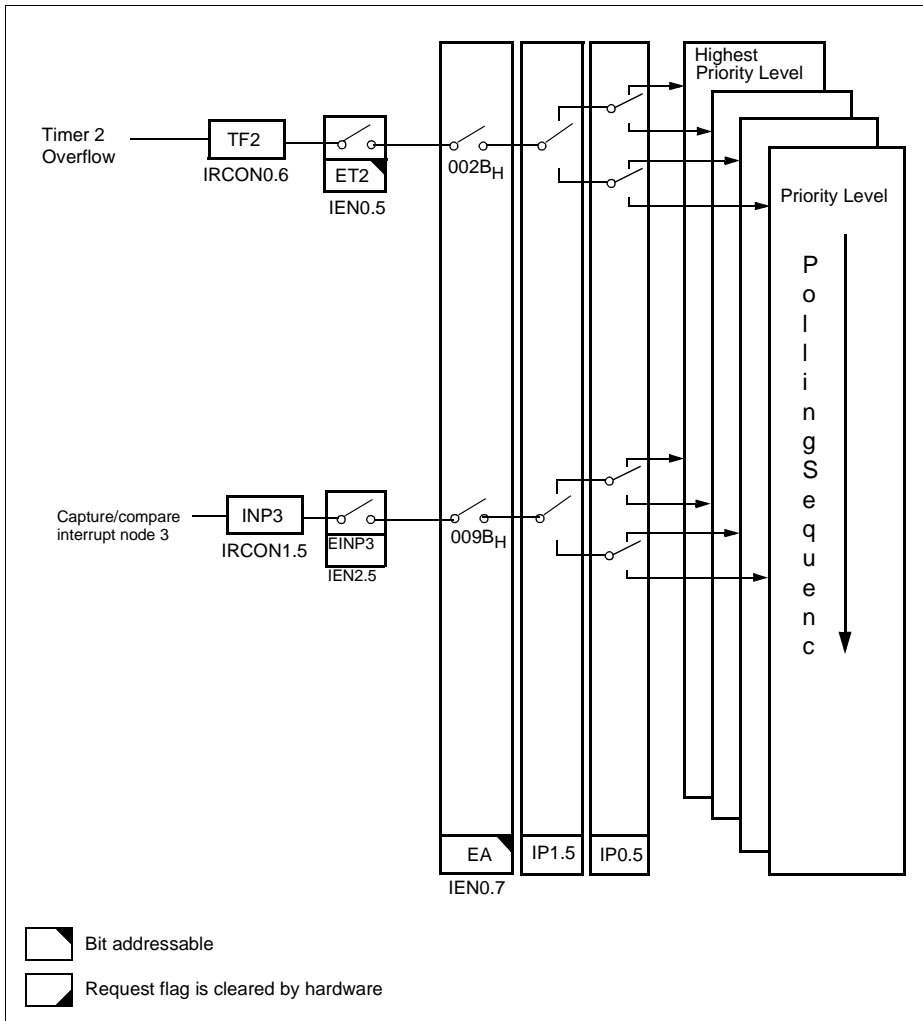 Highest
Priority Level
Timer 2
Overflow
TF2
IRCON0.6
ET2
IEN0.5
002BH
Priority Level
Polling Sequenc
Capture/compare
interrupt node 3
INP3
IRCON1.5
EINP3
IEN2.5
009BH
EA
IEN0.7
IP1.5
IP0.5
Bit addressable
Request flag is cleared by hardware